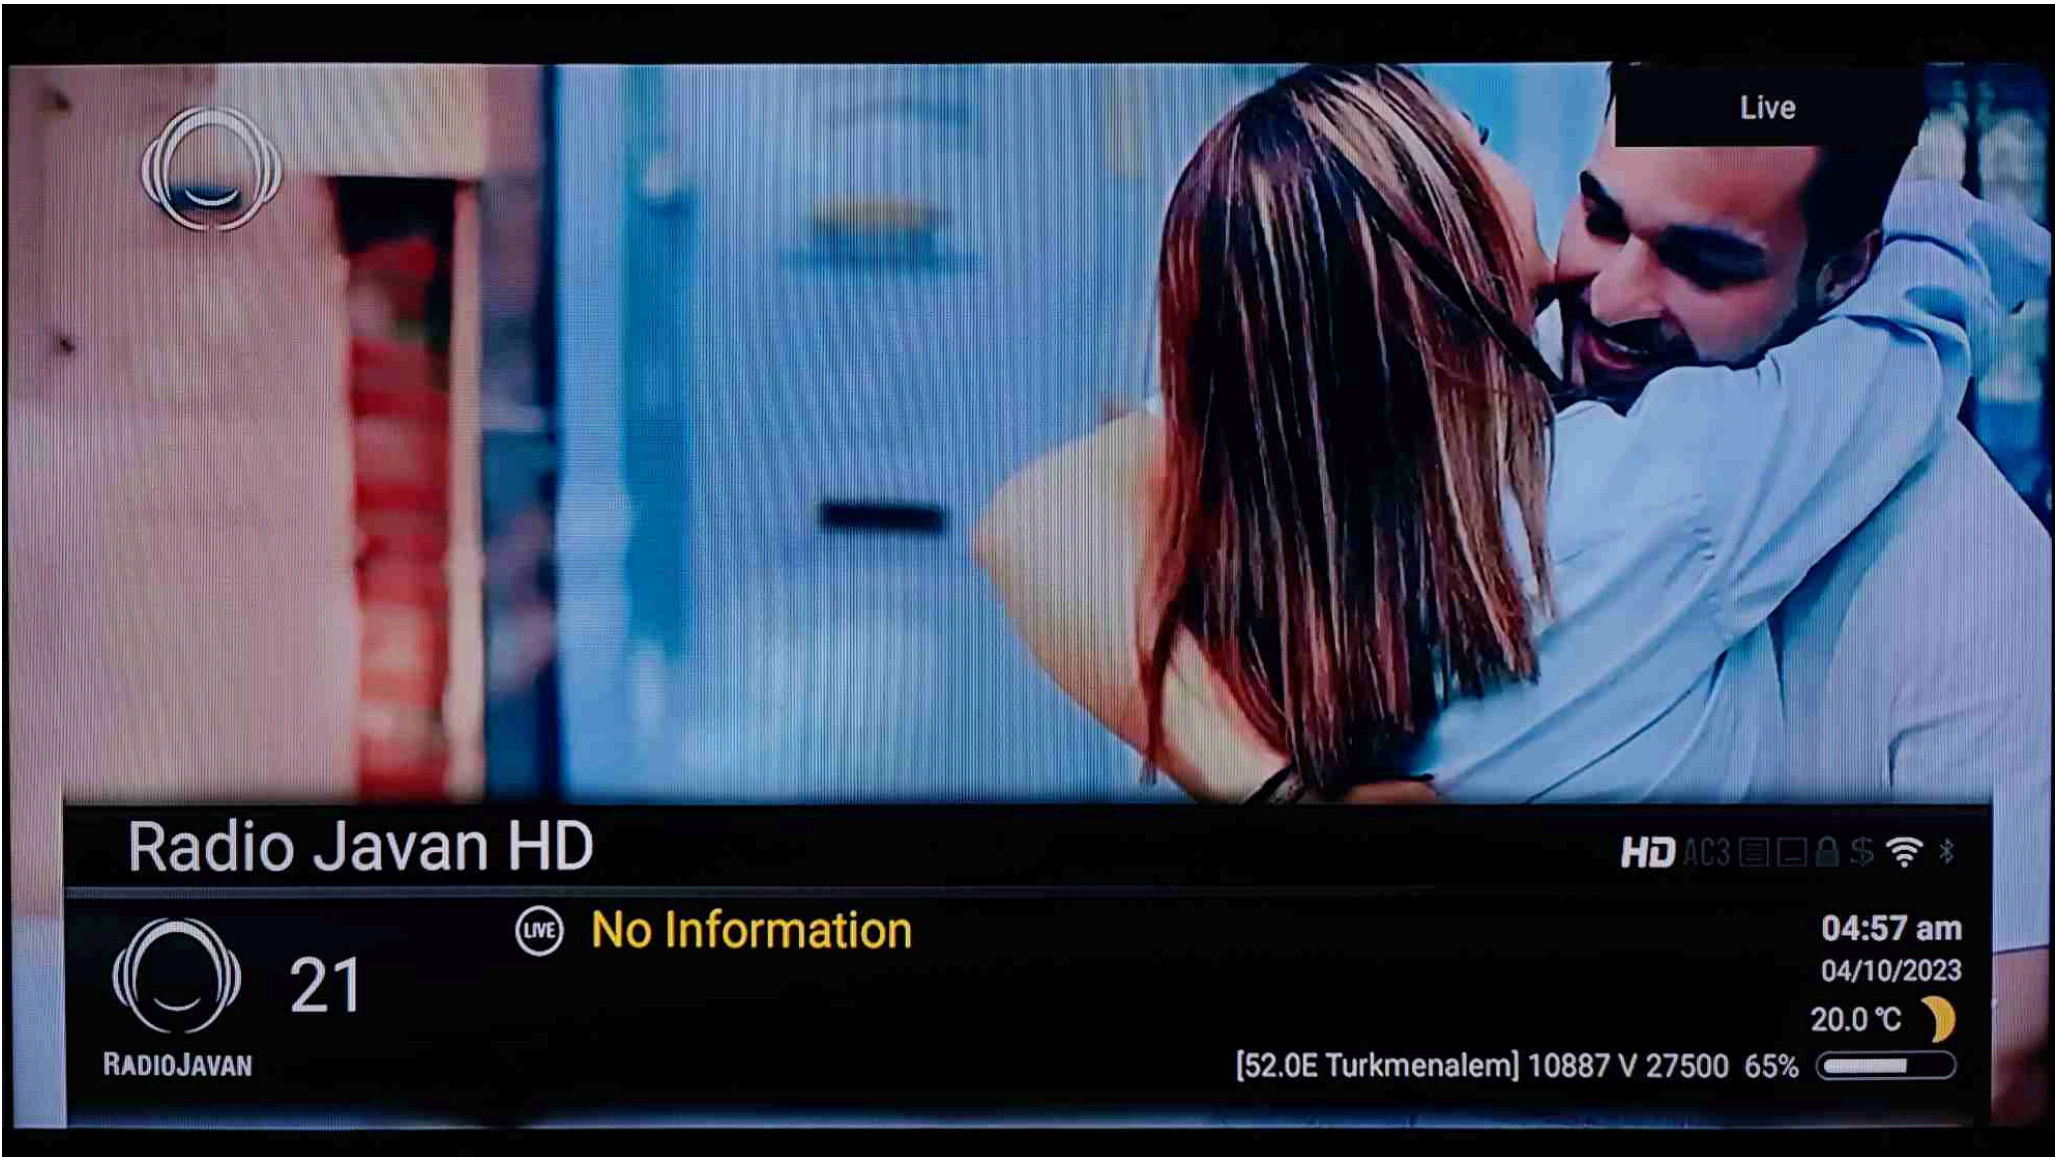 Live
Radio Javan HD
HD AC3 $
LIVE No Information
04:57 am
21
04/10/2023
20.0 °C
RADIOJAVAN
[52.0E Turkmenalem] 10887 V 27500 65%